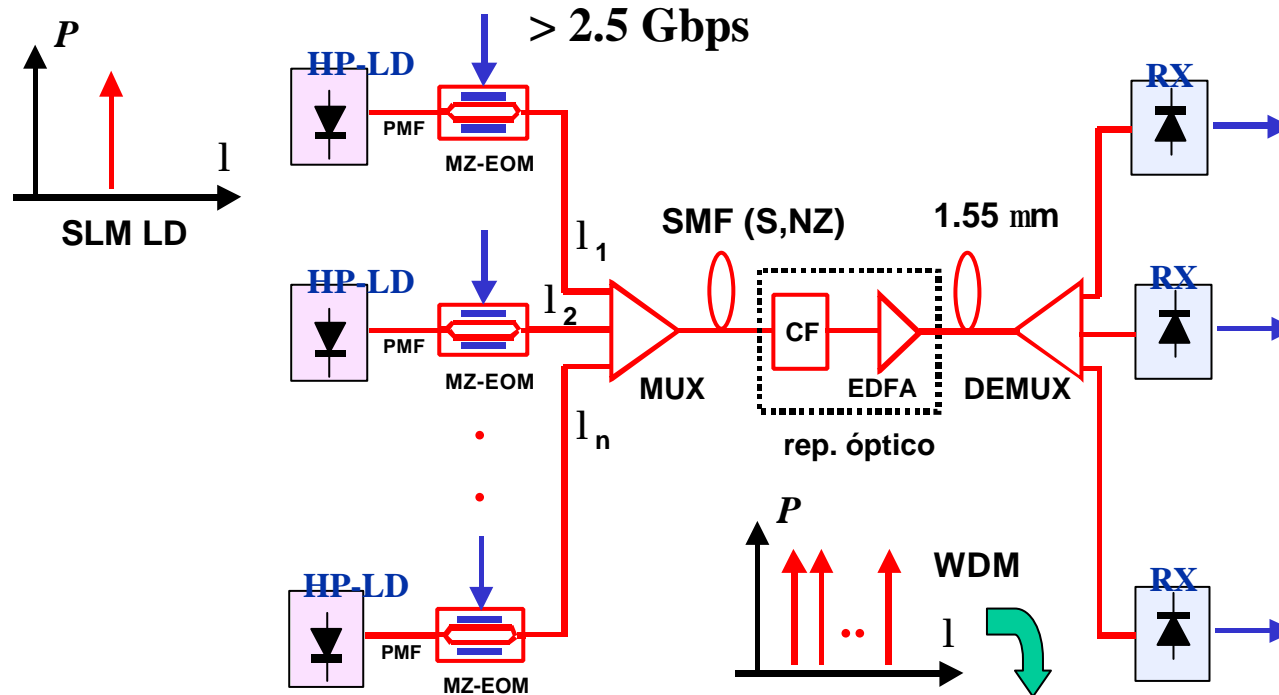 > 2.5 Gbps
P
l
SLM LD
HP-LD
PMF
MZ-EOM
l 1
HP-LD
PMF
MZ-EOM
l 2
HP-LD
PMF
MZ-EOM
l n
MUX
SMF (S,NZ)
CF
EDFA
rep. óptico
1.55 mm
DEMUX
RX
RX
RX
P
l
WDM